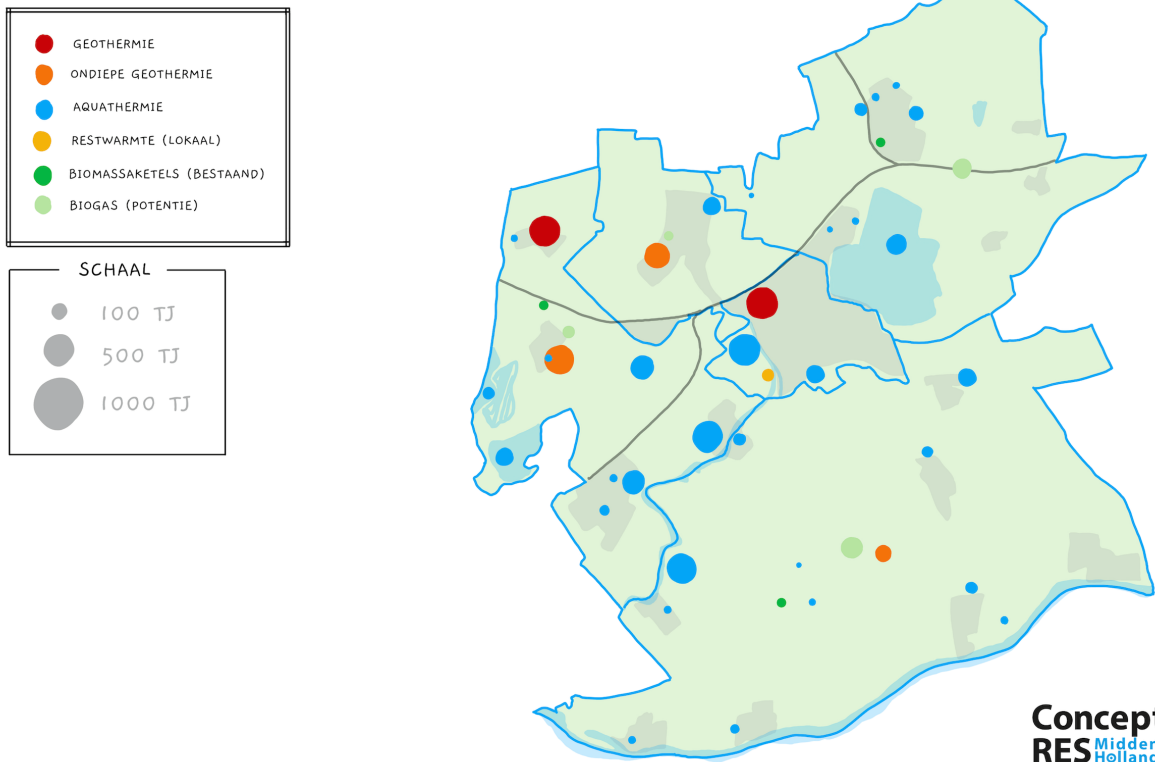 GEOTHERMIE
ONDIEPE GEOTHERMIE
AQUATHERMIE
RESTWARMTE (LOKAAL)
BIOMASSAKETELS (BESTAAND)
BIOGAS (POTENTIE)
SCHAAL
100 TJ
500 TJ
1000 TJ
Concept
RES Midden
Holland